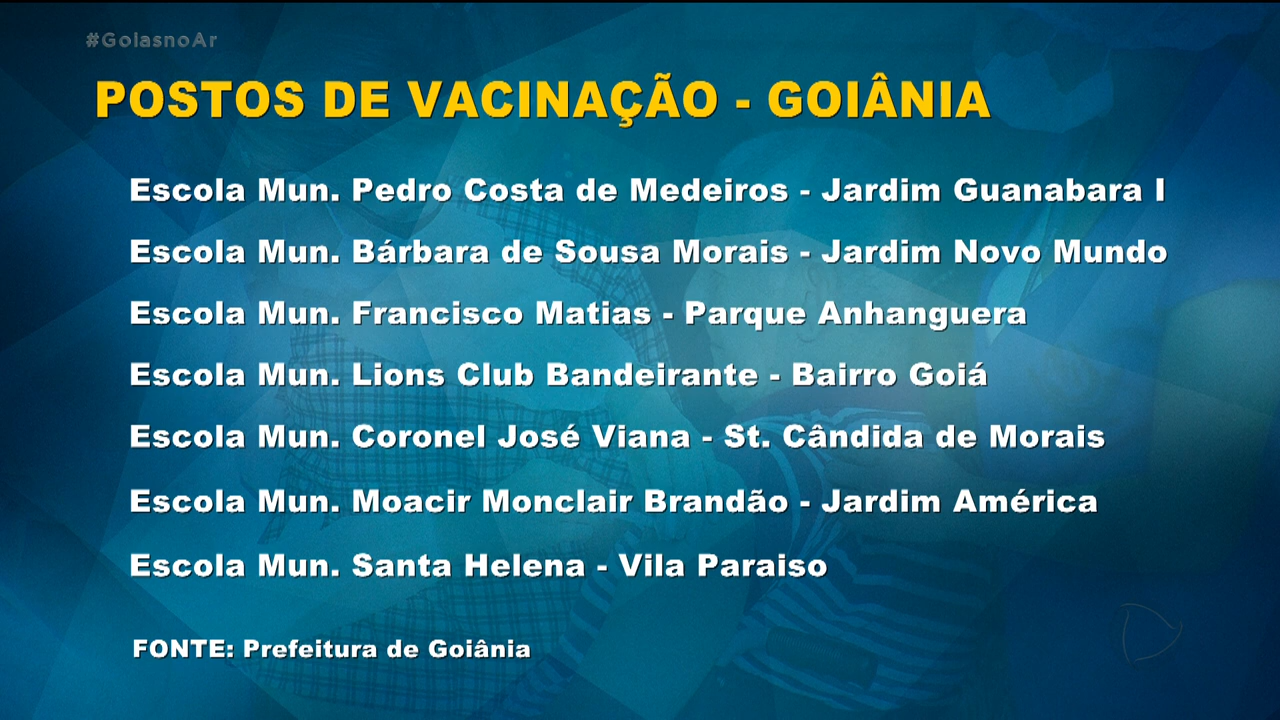 #GoiasnoAr
POSTOS DE VACINAÇÃO - GOIÂNIA
Escola Mun. Pedro Costa de Medeiros - Jardim Guanabara I
Escola Mun. Bárbara de Sousa Morais - Jardim Novo Mundo
Escola Mun. Francisco Matias - Parque Anhanguera
Escola Mun. Lions Club Bandeirante - Bairro Goiá
Escola Mun. Coronel José Viana - St. Cândida de Morais
Escola Mun. Moacir Monclair Brandão - Jardim América
Escola Mun. Santa Helena - Vila Paraiso
FONTE: Prefeitura de Goiânia